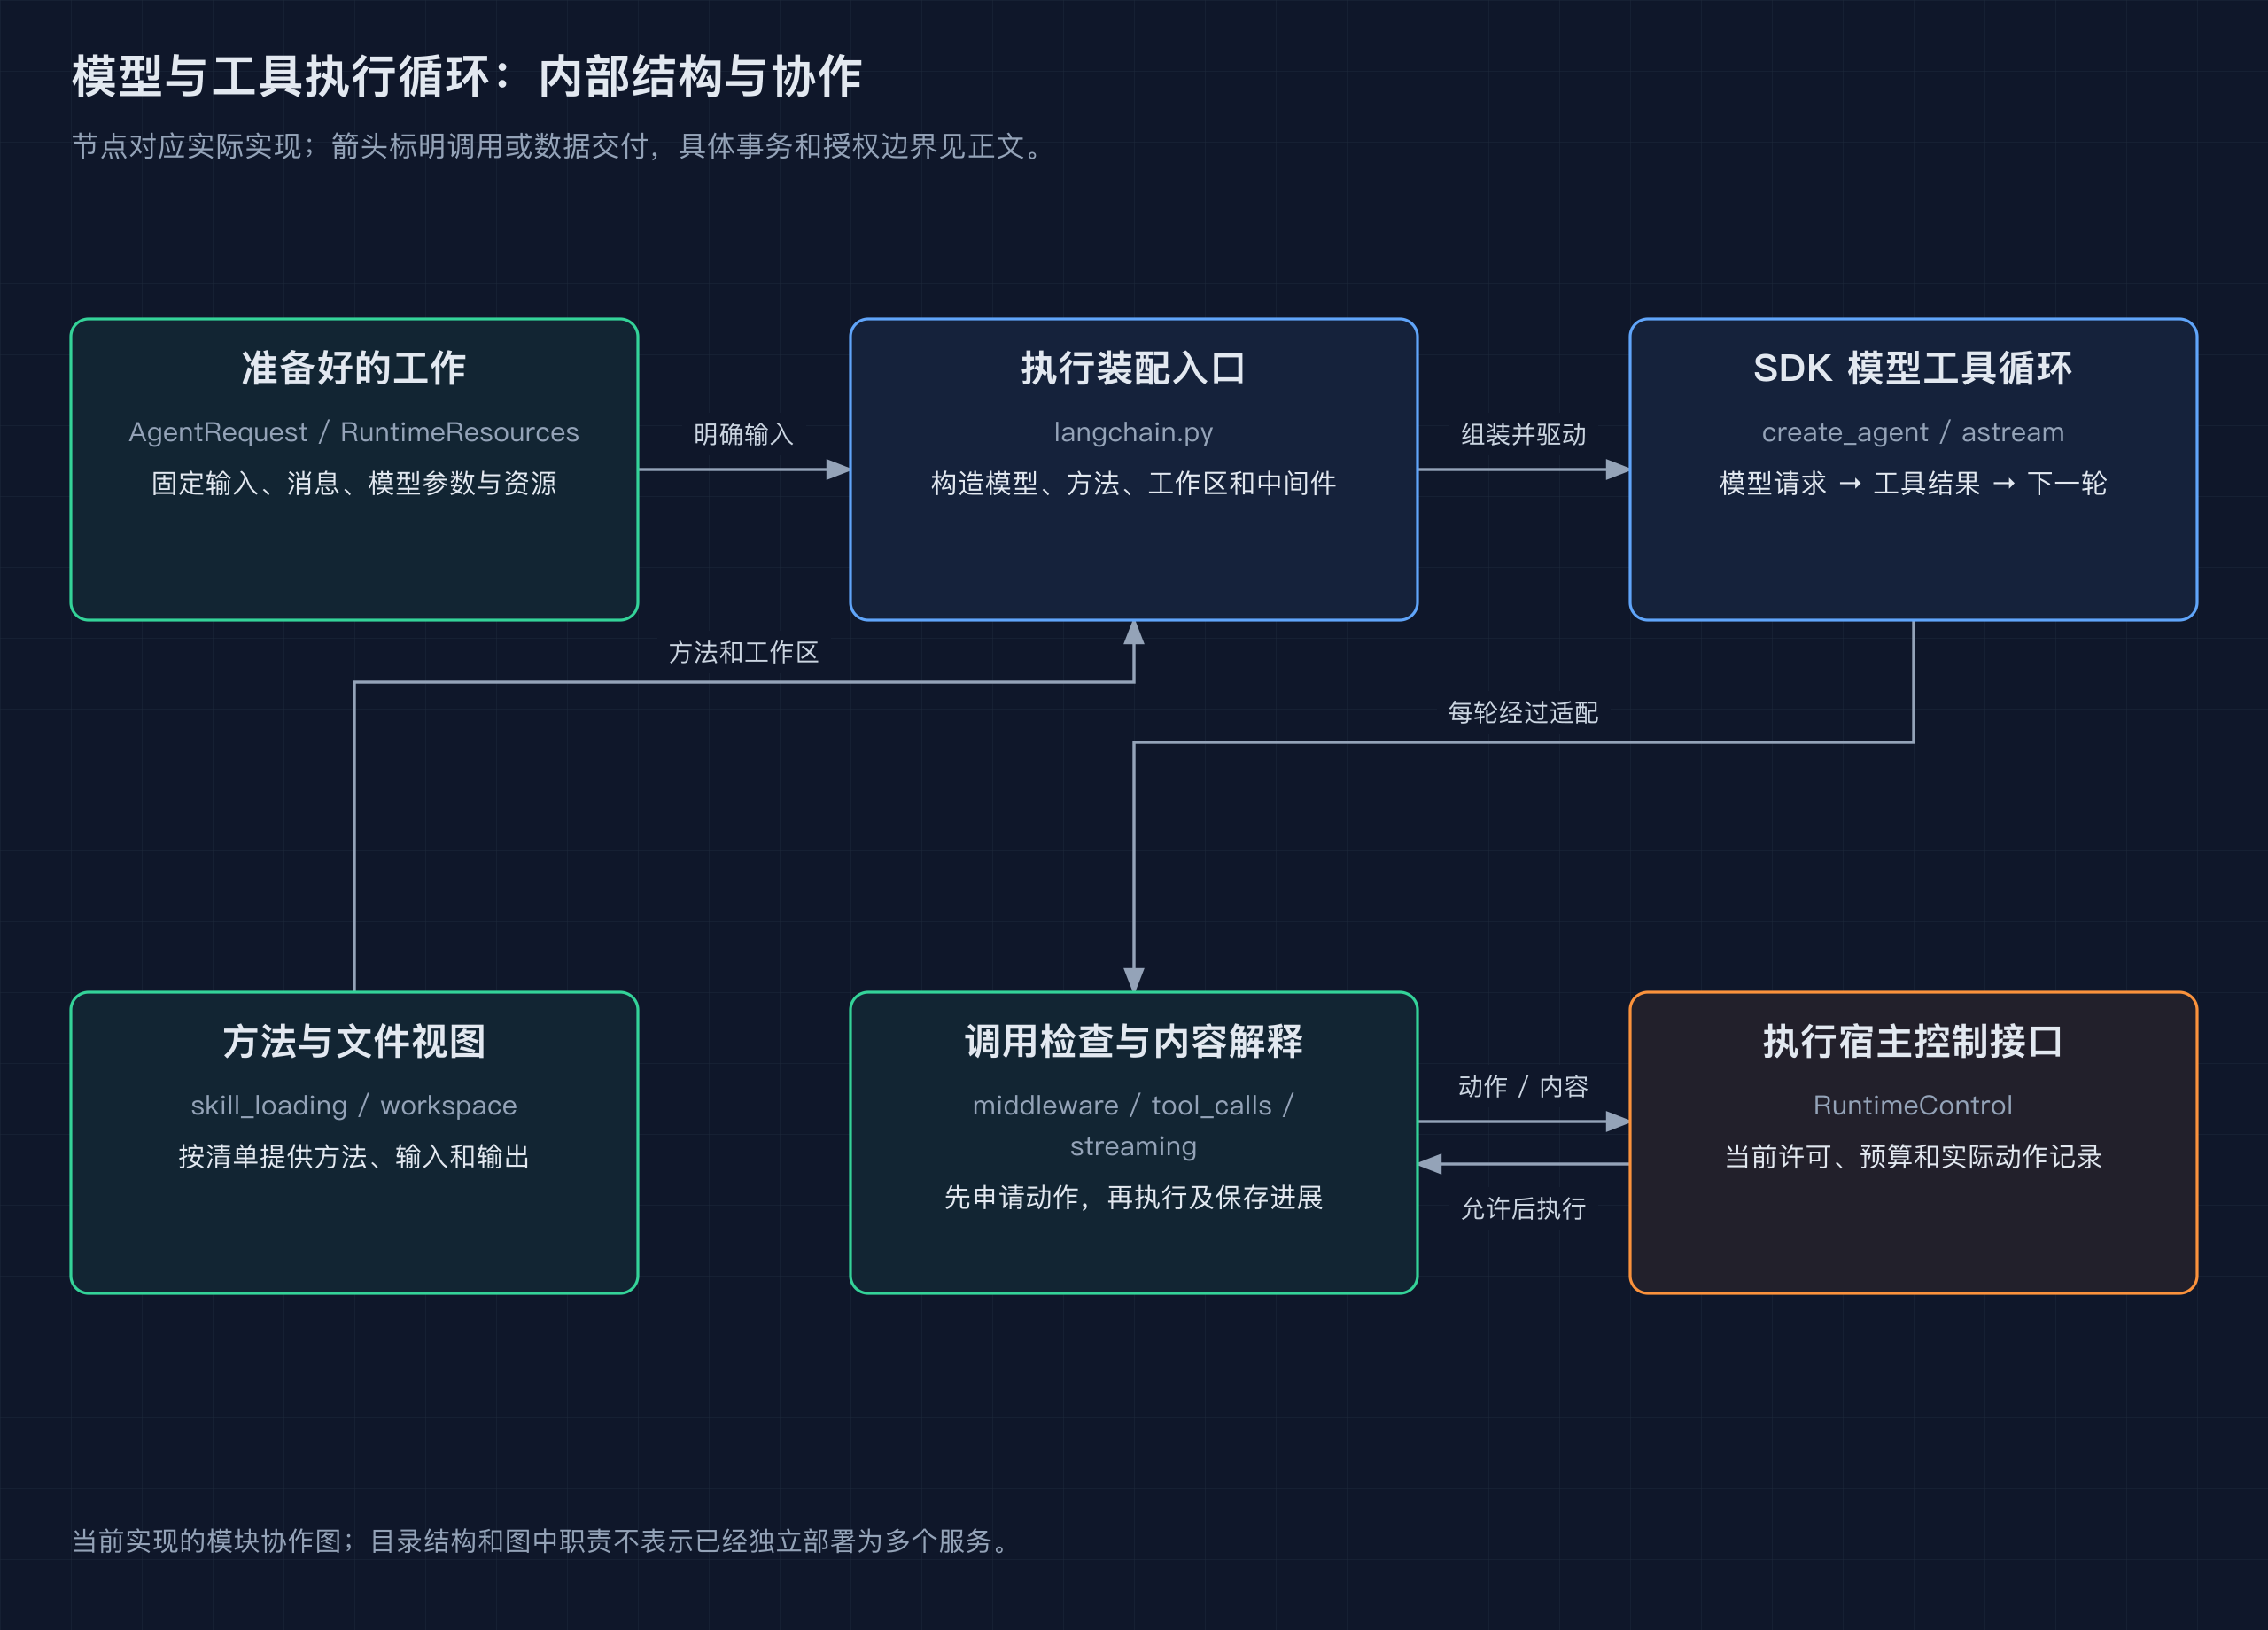 模型与工具执行循环：内部结构与协作
节点对应实际实现；箭头标明调用或数据交付，具体事务和授权边界见正文。
准备好的工作
AgentRequest / RuntimeResources
固定输入、消息、模型参数与资源
明确输入
执行装配入口
langchain.py
构造模型、方法、工作区和中间件
组装并驱动
SDK 模型工具循环
create_agent / astream
模型请求 → 工具结果 → 下一轮
方法和工作区
每轮经过适配
方法与文件视图
skill_loading / workspace
按清单提供方法、输入和输出
调用检查与内容解释
middleware / tool_calls /
streaming
先申请动作，再执行及保存进展
动作 / 内容
允许后执行
执行宿主控制接口
RuntimeControl
当前许可、预算和实际动作记录
当前实现的模块协作图；目录结构和图中职责不表示已经独立部署为多个服务。